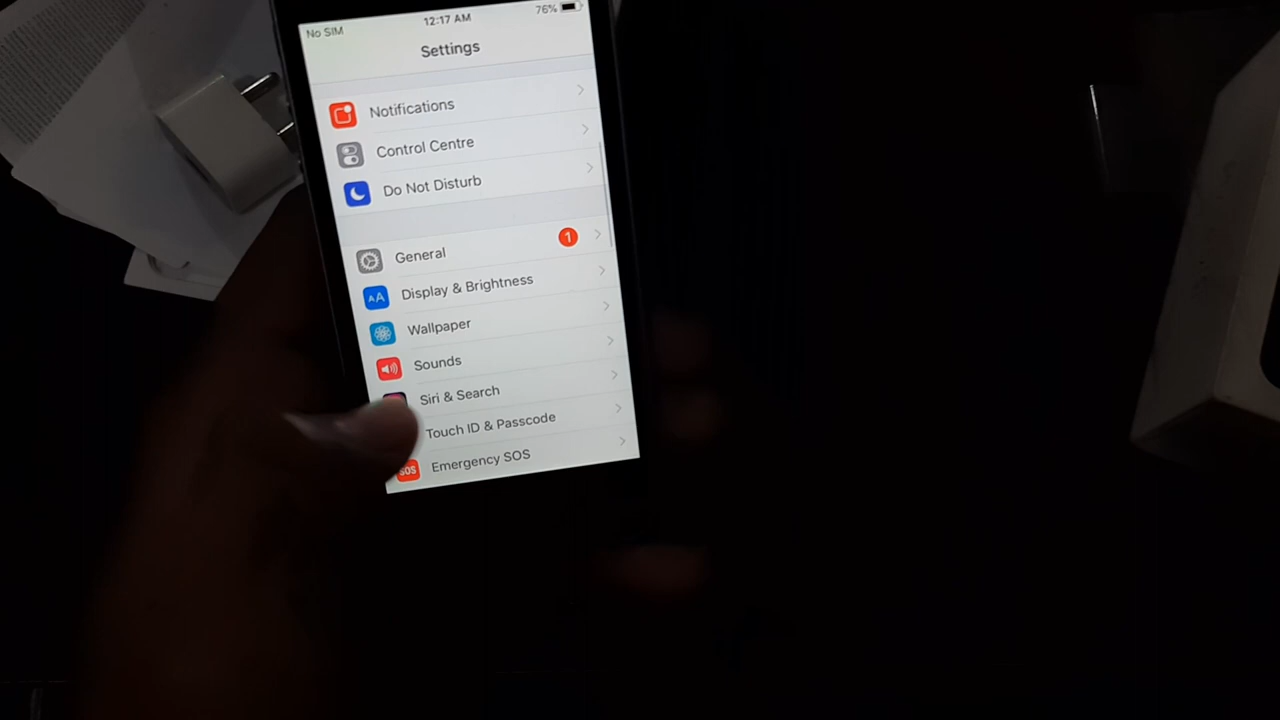 No SIM 12:17 AM 76%
Settings
Notifications
Control Centre
Do Not Disturb
General 1
AA Display & Brightness
Wallpaper
Sounds
Siri & Search
Touch ID & Passcode
SOS Emergency SOS